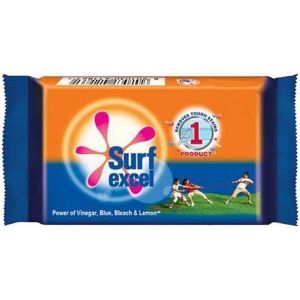 REMOVES TOUGH STAINS
1
PRODUCT
Surf
excel
Power of Vinegar, Blue, Bleach & Lemon